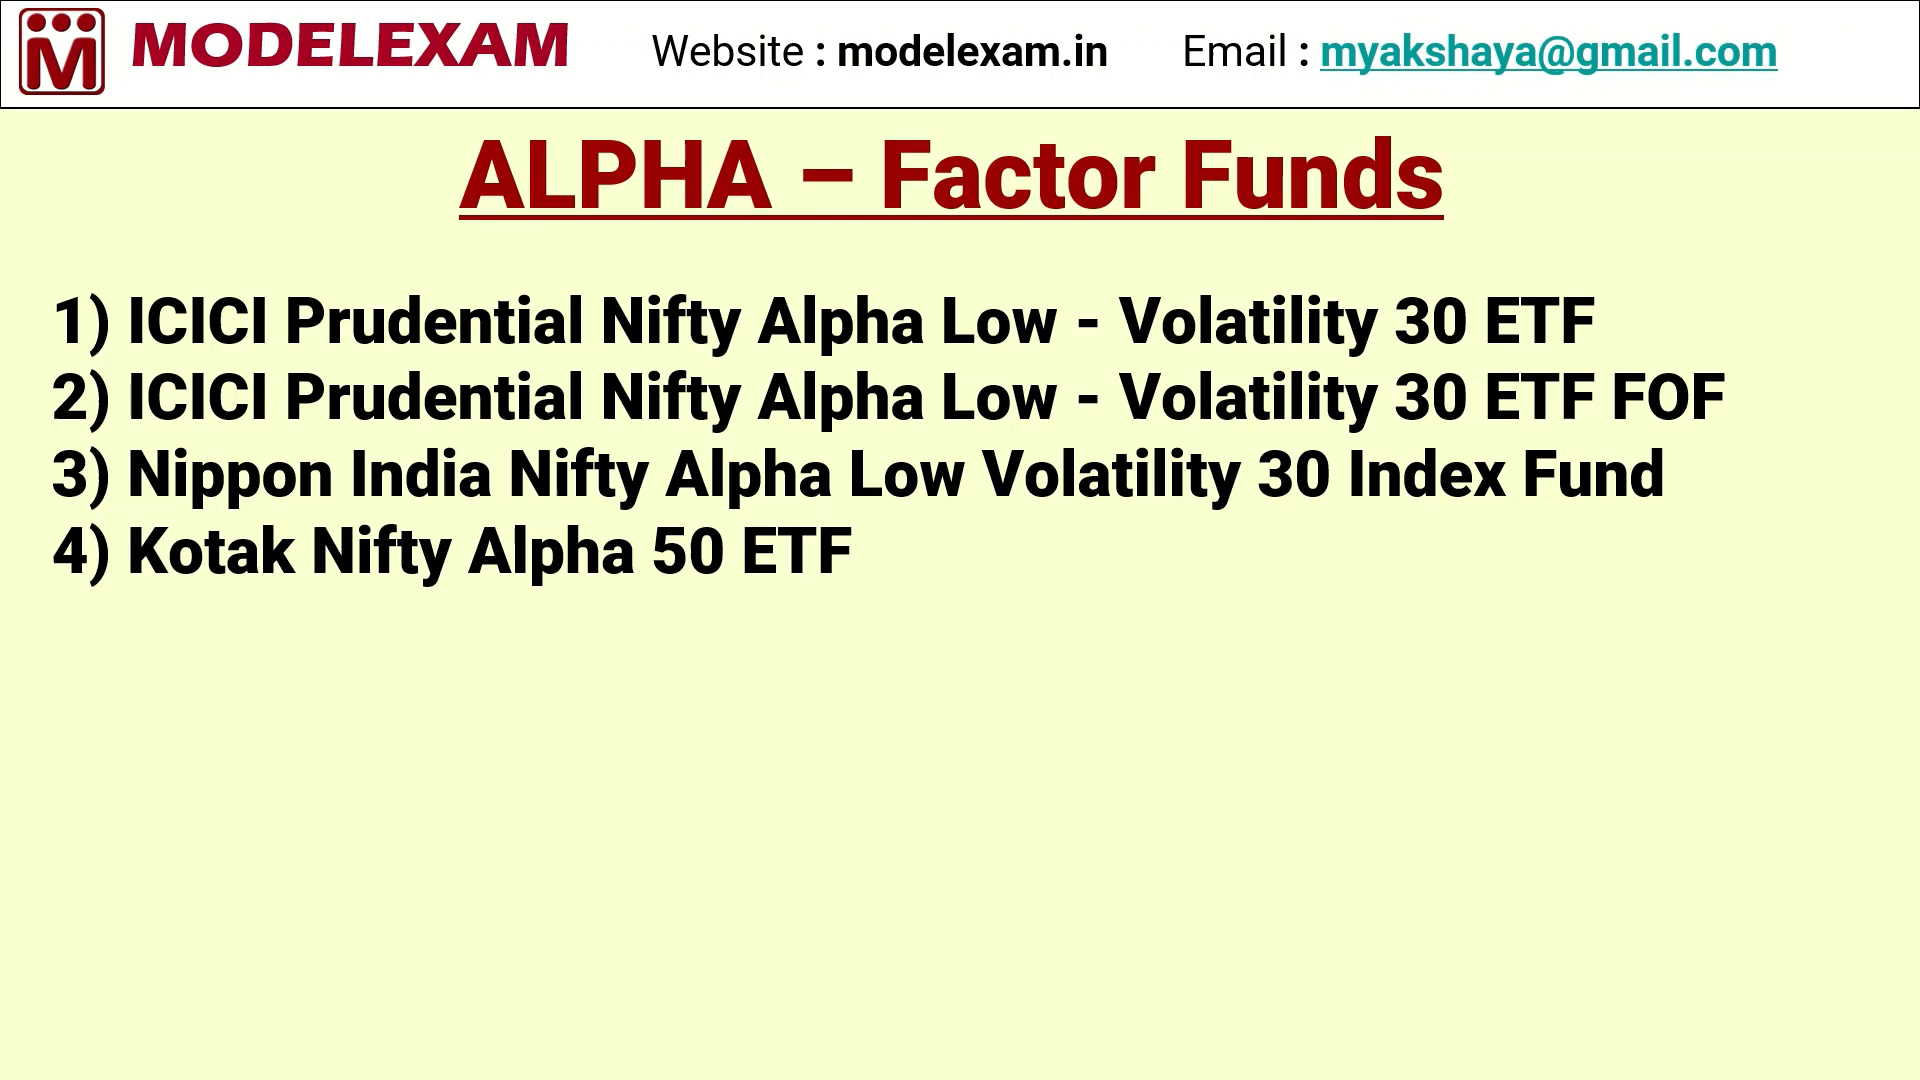 MODELEXAM Website : modelexam.in Email : myakshaya@gmail.com
ALPHA – Factor Funds
1) ICICI Prudential Nifty Alpha Low - Volatility 30 ETF
2) ICICI Prudential Nifty Alpha Low - Volatility 30 ETF FOF
3) Nippon India Nifty Alpha Low Volatility 30 Index Fund
4) Kotak Nifty Alpha 50 ETF